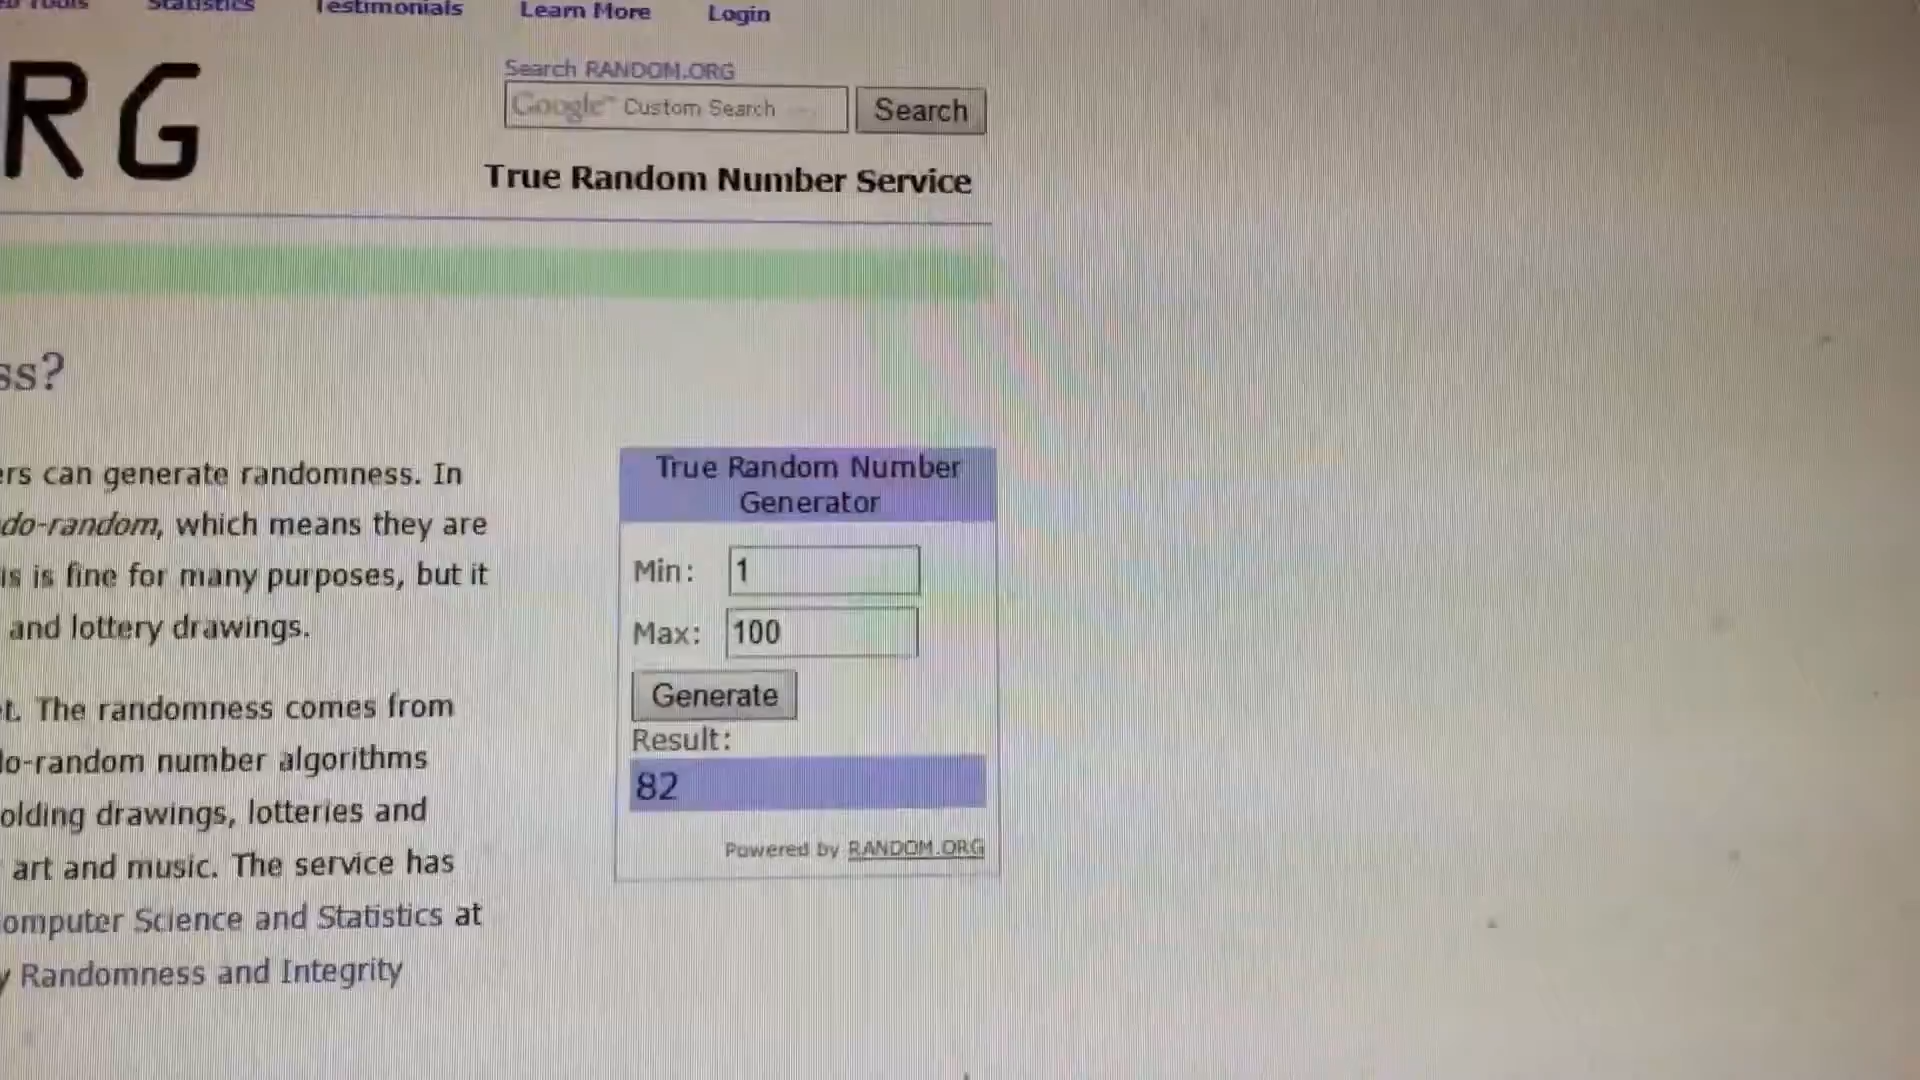 Statistics Testimonials Learn More Login
RG
Search RANDOM.ORG
Google™ Custom Search Search
True Random Number Service
ss?
ers can generate randomness. In
do-random, which means they are
is is fine for many purposes, but it
and lottery drawings.
t. The randomness comes from
do-random number algorithms
olding drawings, lotteries and
art and music. The service has
omputer Science and Statistics at
y Randomness and Integrity
True Random Number
Generator
Min: 1
Max: 100
Generate
Result:
82
Powered by RANDOM.ORG